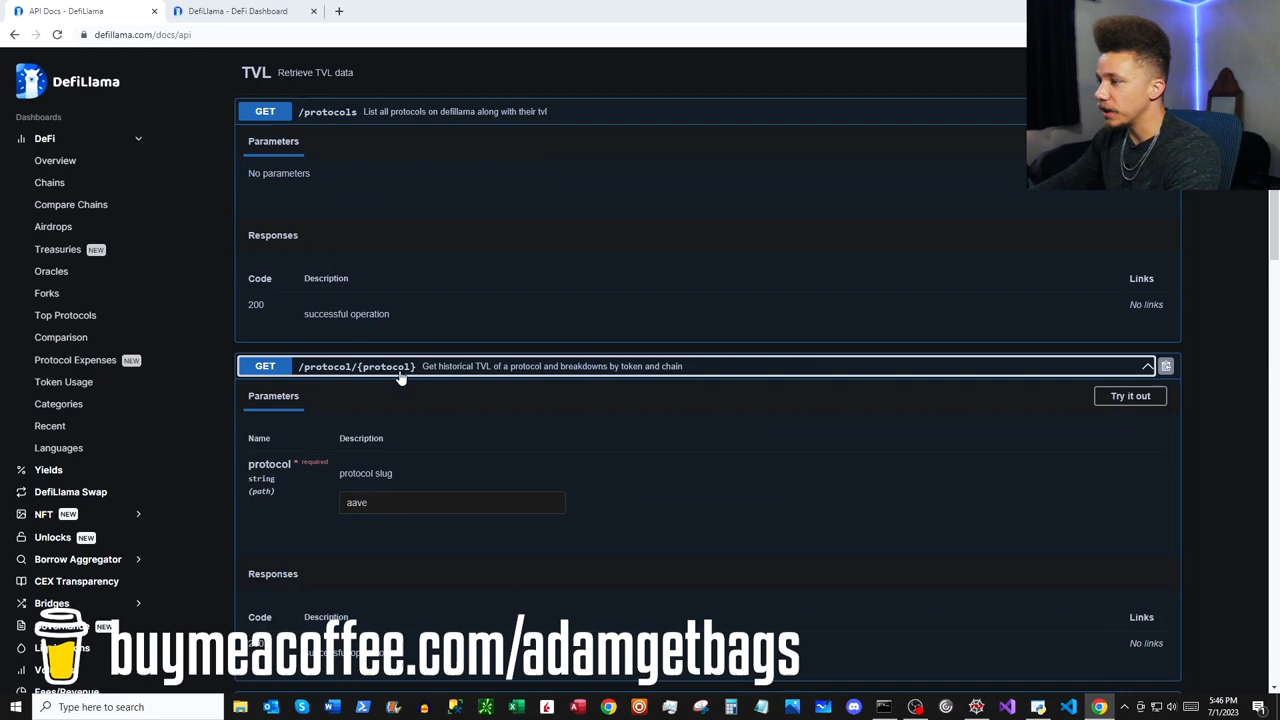 API Docs - DefiLlama
DefiLlama - DeFi Dashboard
defillama.com/docs/api
DefiLlama
Dashboards
DeFi
Overview
Chains
Compare Chains
Airdrops
Treasuries NEW
Oracles
Forks
Top Protocols
Comparison
Protocol Expenses NEW
Token Usage
Categories
Recent
Languages
Yields
DefiLlama Swap
NFT NEW
Unlocks NEW
Borrow Aggregator
CEX Transparency
Bridges
NEW
Fees/Revenue
TVL Retrieve TVL data
GET /protocols List all protocols on defillama along with their tvl
Parameters
No parameters
Responses
Code Description Links
200 successful operation No links
GET /protocol/{protocol} Get historical TVL of a protocol and breakdowns by token and chain
Parameters Try it out
Name Description
protocol * required
string
(path)
protocol slug
aave
Responses
Code Description Links
No links
buymeacoffee.com/adamgetbags
Type here to search
5:46 PM
7/1/2023